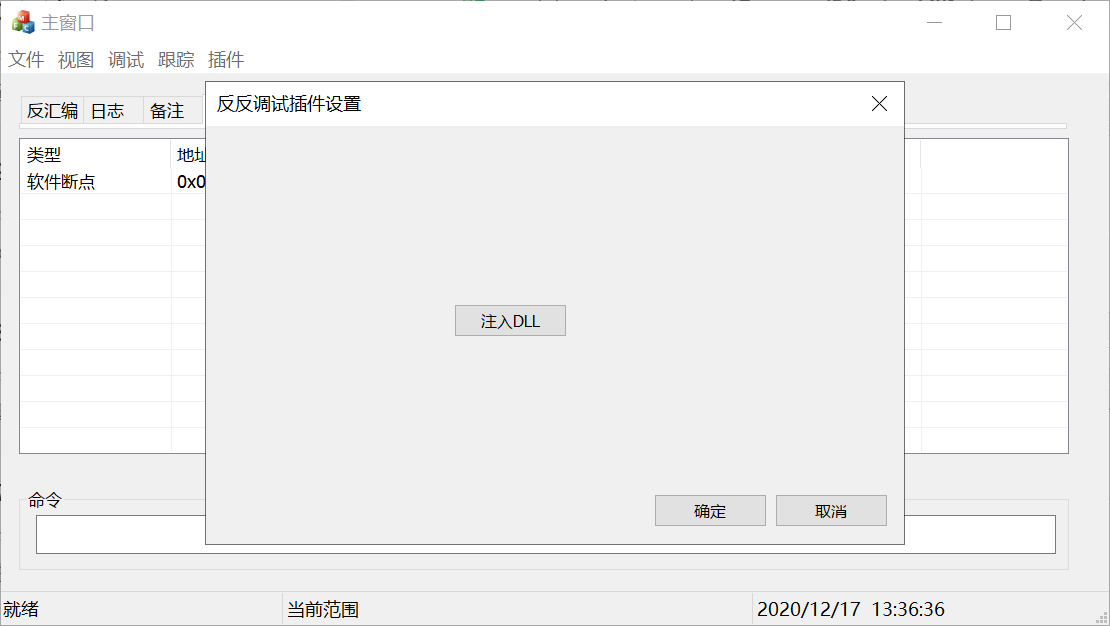 主窗口
文件 视图 调试 跟踪 插件
反汇编 日志 备注
反反调试插件设置
类型 地址
软件断点 0x0
注入DLL
确定 取消
命令
就绪 当前范围 2020/12/17 13:36:36